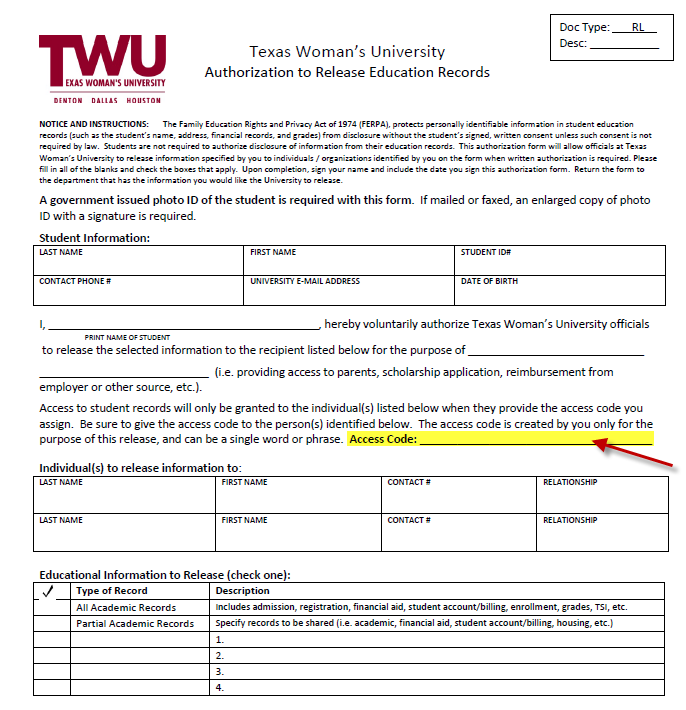 Doc Type: RL
Desc:
TWU
TEXAS WOMAN'S UNIVERSITY
DENTON DALLAS HOUSTON
Texas Woman's University
Authorization to Release Education Records
NOTICE AND INSTRUCTIONS: The Family Education Rights and Privacy Act of 1974 (FERPA), protects personally identifiable information in student education
records (such as the student's name, address, financial records, and grades) from disclosure without the student's signed, written consent unless such consent is not
required by law. Students are not required to authorize disclosure of information from their education records. This authorization form will allow officials at Texas
Woman's University to release information specified by you to individuals / organizations identified by you on the form when written authorization is required. Please
fill in all of the blanks and check the boxes that apply. Upon completion, sign your name and include the date you sign this authorization form. Return the form to
the department that has the information you would like the University to release.
A government issued photo ID of the student is required with this form. If mailed or faxed, an enlarged copy of photo
ID with a signature is required.
Student Information:
LAST NAME FIRST NAME STUDENT ID#
CONTACT PHONE # UNIVERSITY E-MAIL ADDRESS DATE OF BIRTH
I, ______, hereby voluntarily authorize Texas Woman's University officials
PRINT NAME OF STUDENT
to release the selected information to the recipient listed below for the purpose of ______
______ (i.e. providing access to parents, scholarship application, reimbursement from
employer or other source, etc.).
Access to student records will only be granted to the individual(s) listed below when they provide the access code you
assign. Be sure to give the access code to the person(s) identified below. The access code is created by you only for the
purpose of this release, and can be a single word or phrase. Access Code: ______
Individual(s) to release information to:
LAST NAME FIRST NAME CONTACT # RELATIONSHIP
LAST NAME FIRST NAME CONTACT # RELATIONSHIP
Educational Information to Release (check one):
✓ Type of Record Description
All Academic Records Includes admission, registration, financial aid, student account/billing, enrollment, grades, TSI, etc.
Partial Academic Records Specify records to be shared (i.e. academic, financial aid, student account/billing, housing, etc.)
1.
2.
3.
4.